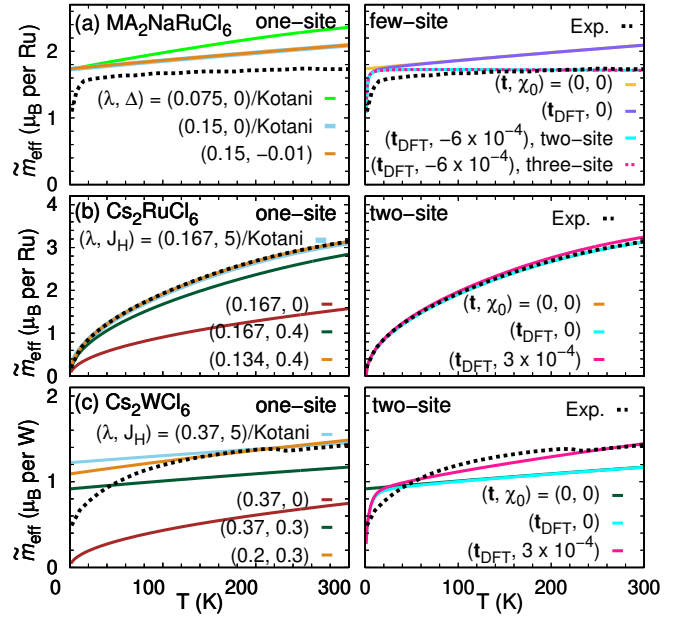 (a) MA₂NaRuCl₆ one−site
2
1
0
m̃eff (μB per Ru)
(λ, Δ) = (0.075, 0)/Kotani
(0.15, 0)/Kotani
(0.15, −0.01)
few−site Exp.
(t, χ₀) = (0, 0)
(tDFT, 0)
(tDFT, −6 x 10⁻⁴), two−site
(tDFT, −6 x 10⁻⁴), three−site
(b) Cs₂RuCl₆ one−site
4
3
2
1
0
m̃eff (μB per Ru)
(λ, JH) = (0.167, 5)/Kotani
(0.167, 0)
(0.167, 0.4)
(0.134, 0.4)
two−site Exp.
(t, χ₀) = (0, 0)
(tDFT, 0)
(tDFT, 3 x 10⁻⁴)
(c) Cs₂WCl₆ one−site
2
1
0
m̃eff (μB per W)
(λ, JH) = (0.37, 5)/Kotani
(0.37, 0)
(0.37, 0.3)
(0.2, 0.3)
0 100 200 300
T (K)
two−site
Exp.
(t, χ₀) = (0, 0)
(tDFT, 0)
(tDFT, 3 x 10⁻⁴)
0 100 200 300
T (K)